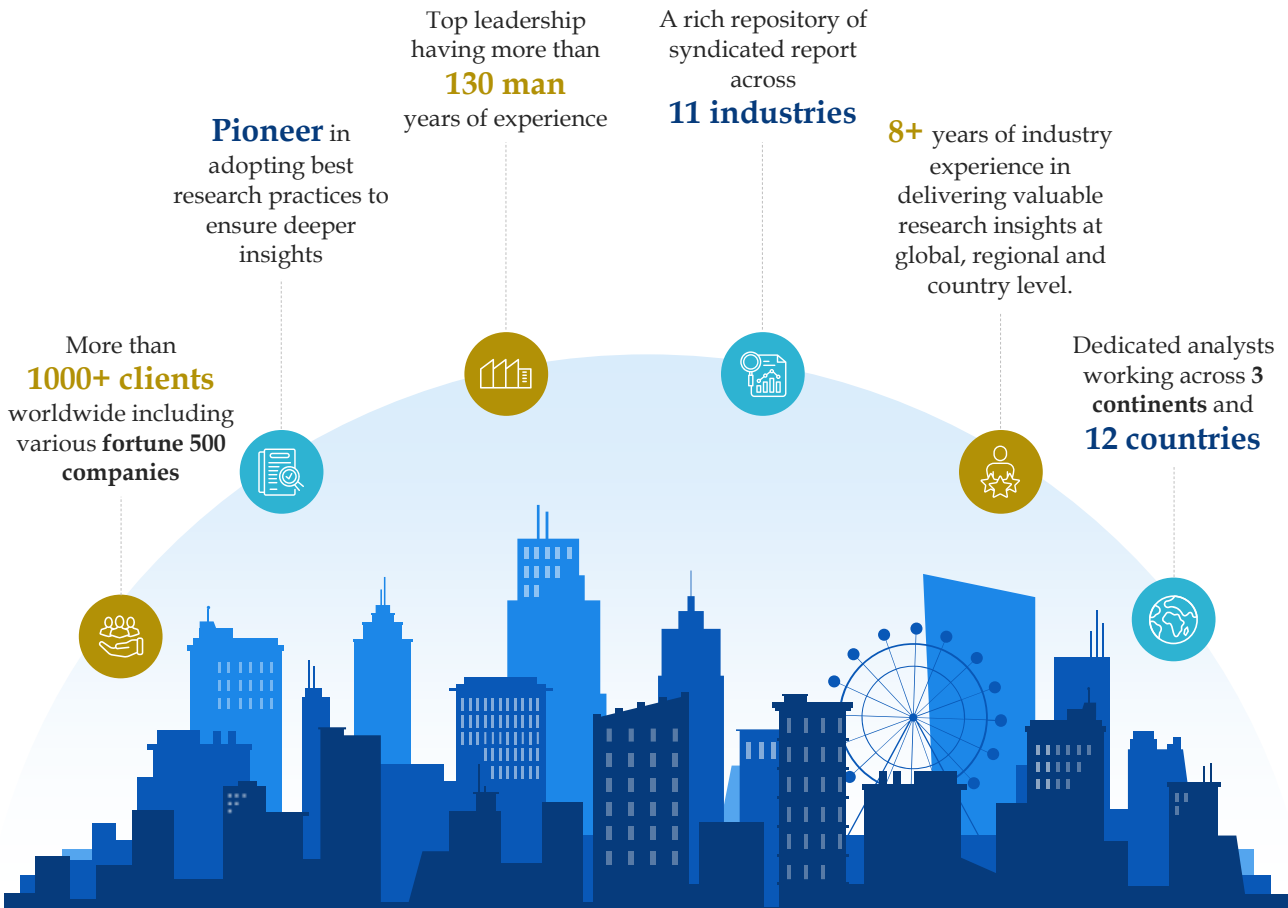 More than
1000+ clients
worldwide including
various fortune 500
companies
Pioneer in
adopting best
research practices to
ensure deeper
insights
Top leadership
having more than
130 man
years of experience
A rich repository of
syndicated report
across
11 industries
8+ years of industry
experience in
delivering valuable
research insights at
global, regional and
country level.
Dedicated analysts
working across 3
continents and
12 countries